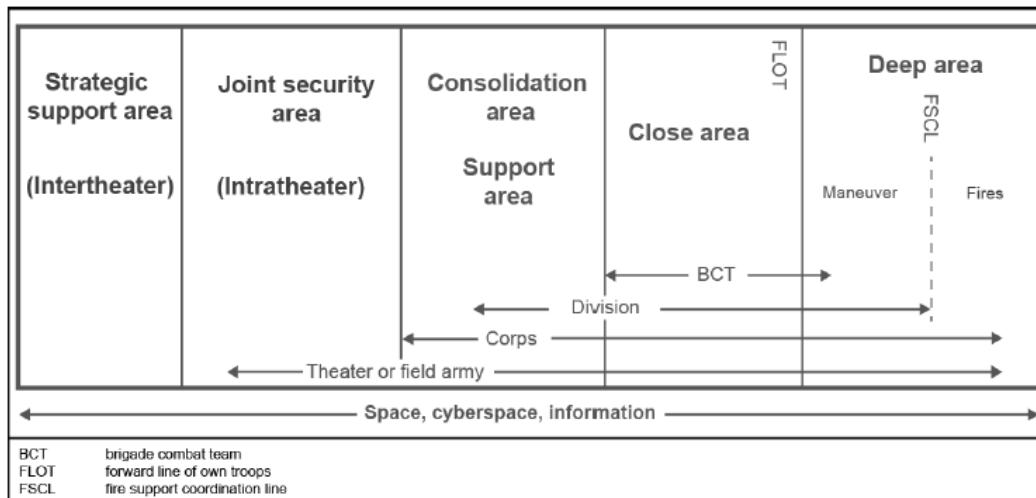 Strategic
support area
(Intertheater)
Joint security
area
(Intratheater)
Consolidation
area
Support
area
Close area
FLOT
Deep area
FSCL
Maneuver
Fires
BCT
Division
Corps
Theater or field army
Space, cyberspace, information
BCT brigade combat team
FLOT forward line of own troops
FSCL fire support coordination line